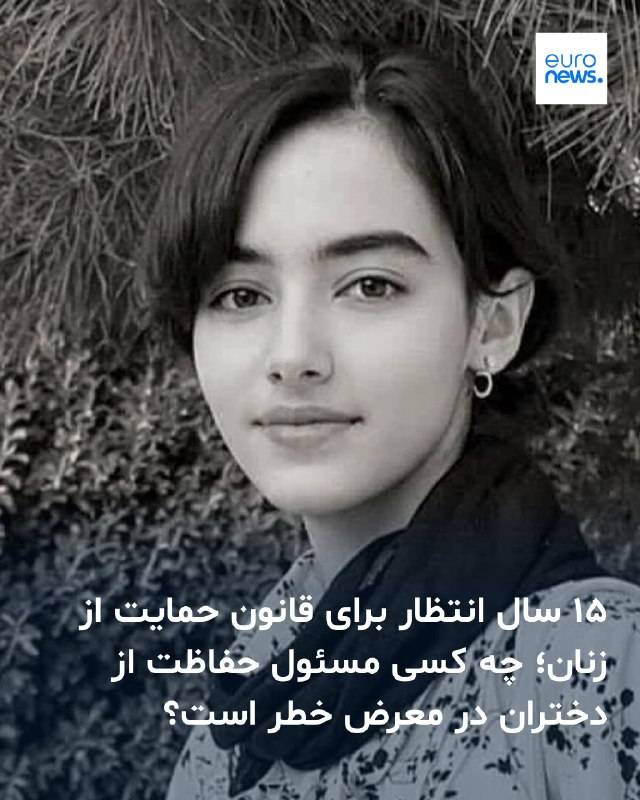 euro
news.
۱۵ سال انتظار برای قانون حمایت از
زنان؛ چه کسی مسئول حفاظت از
دختران در معرض خطر است؟